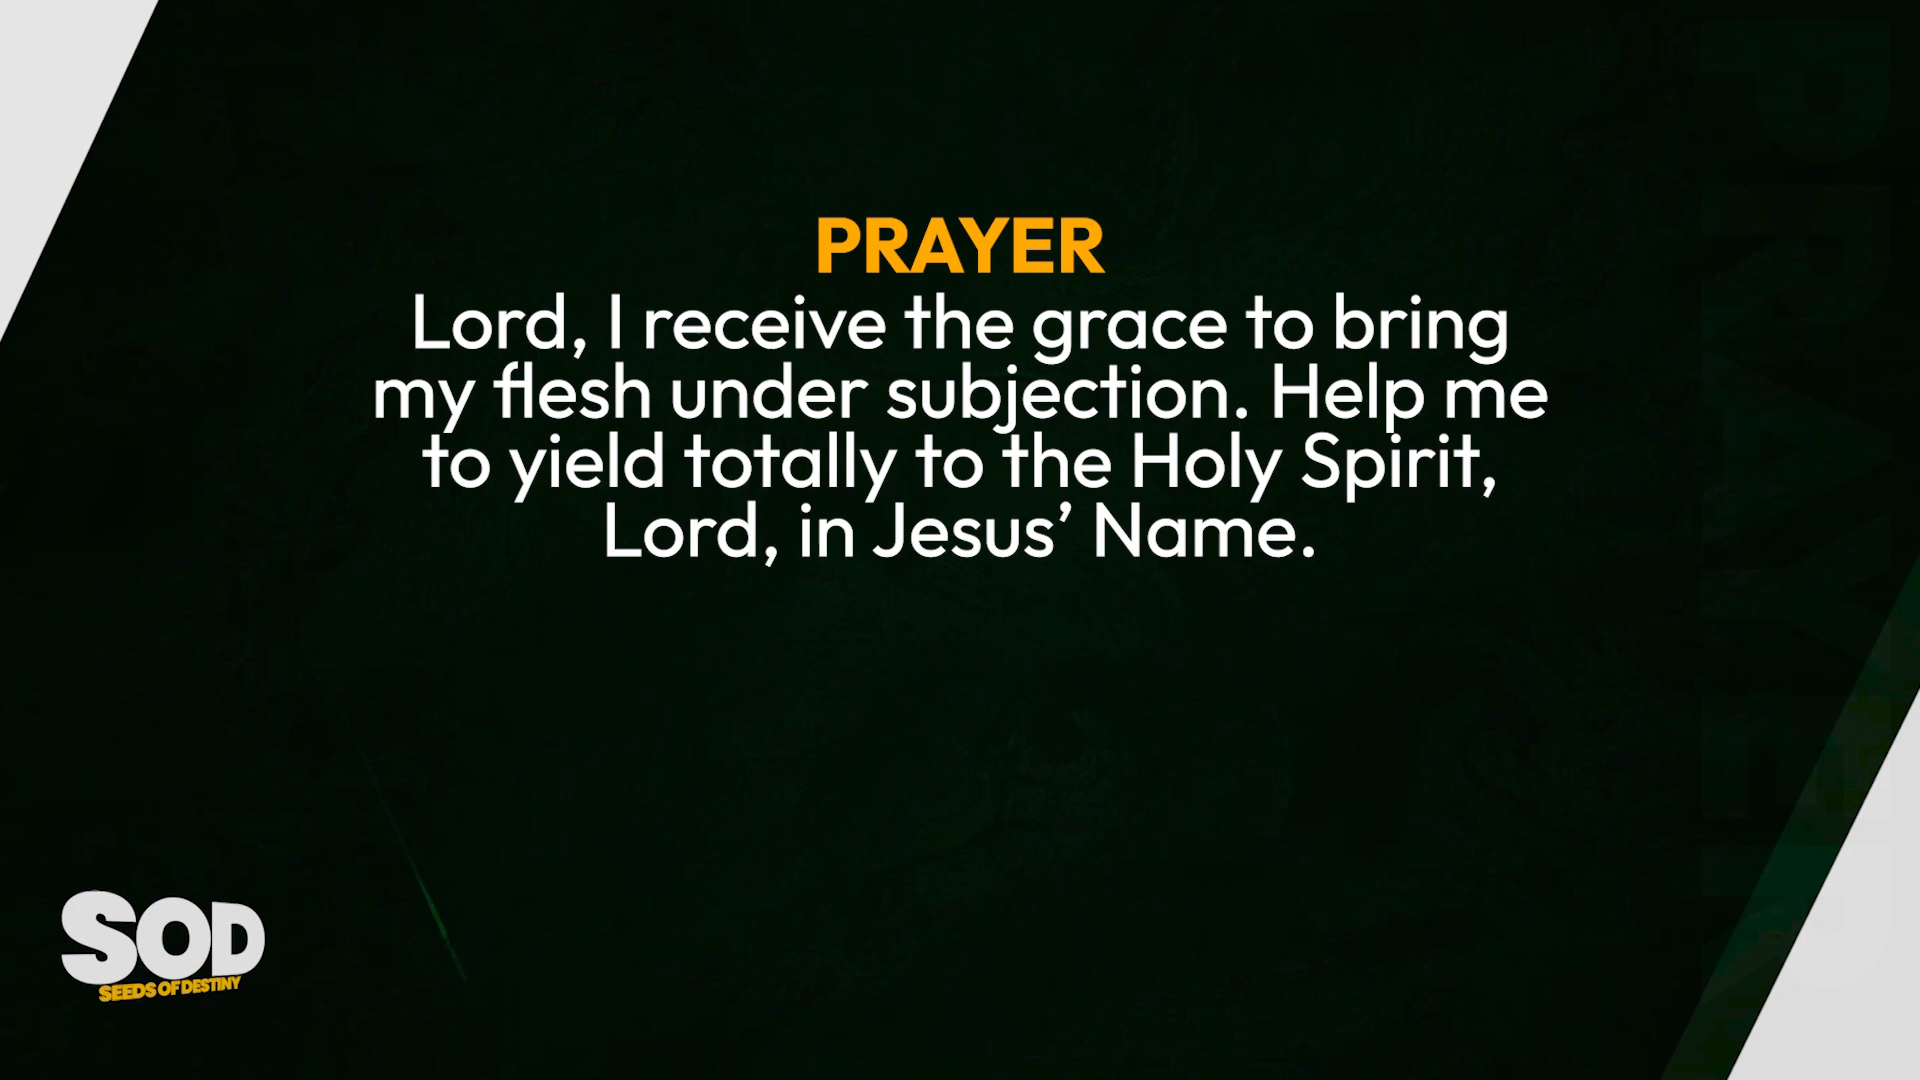 PRAYER
Lord, I receive the grace to bring
my flesh under subjection. Help me
to yield totally to the Holy Spirit,
Lord, in Jesus’ Name.
SOD
SEEDS OF DESTINY
PRAYER